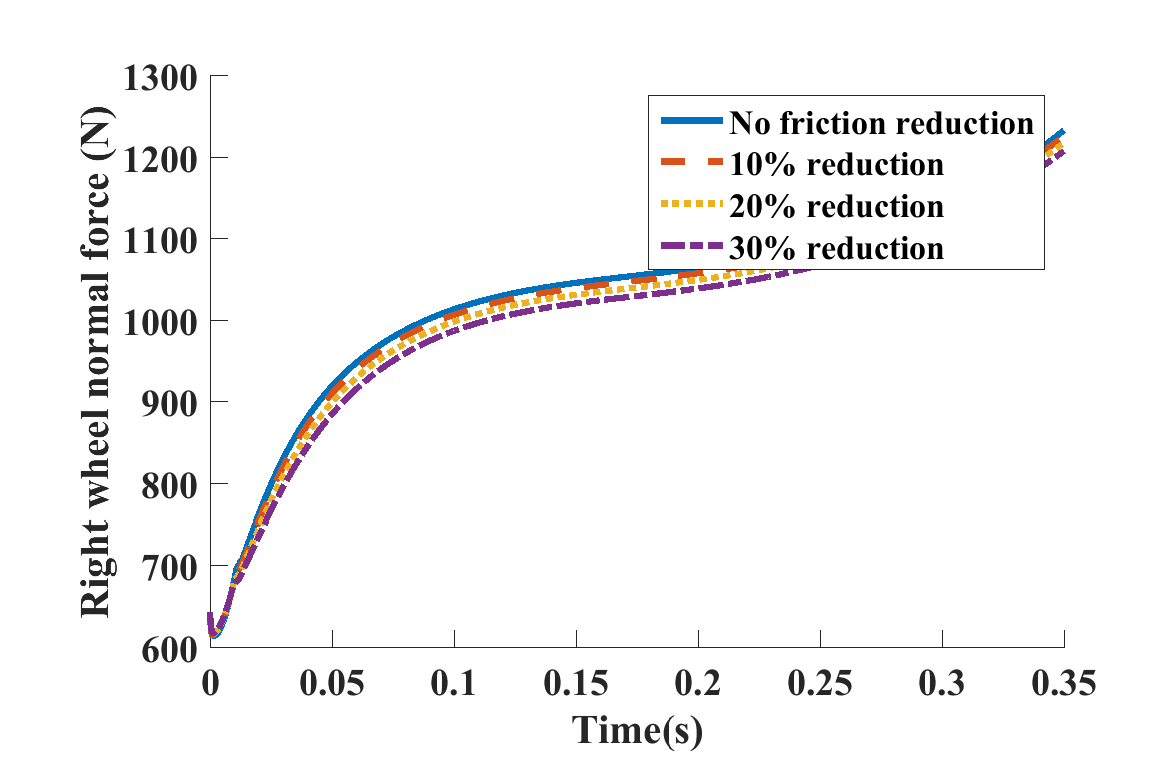 Right wheel normal force (N)
1300
1200
1100
1000
900
800
700
600
No friction reduction
10% reduction
20% reduction
30% reduction
0 0.05 0.1 0.15 0.2 0.25 0.3 0.35
Time(s)